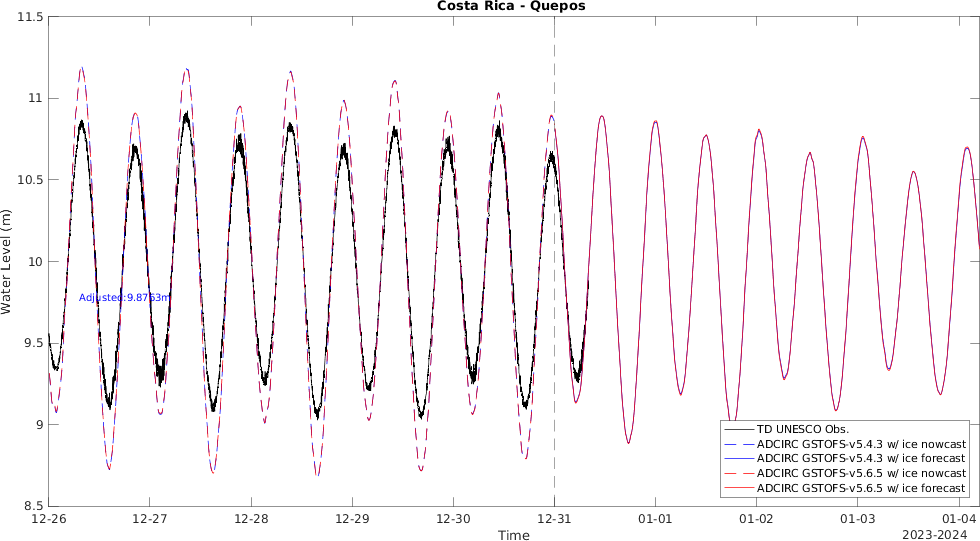 Costa Rica - Quepos
11.5
11
10.5
10
9.5
9
8.5
Water Level (m)
Adjusted:9.8763m
TD UNESCO Obs.
ADCIRC GSTOFS-v5.4.3 w/ ice nowcast
ADCIRC GSTOFS-v5.4.3 w/ ice forecast
ADCIRC GSTOFS-v5.6.5 w/ ice nowcast
ADCIRC GSTOFS-v5.6.5 w/ ice forecast
12-26 12-27 12-28 12-29 12-30 12-31 01-01 01-02 01-03 01-04
Time
2023-2024